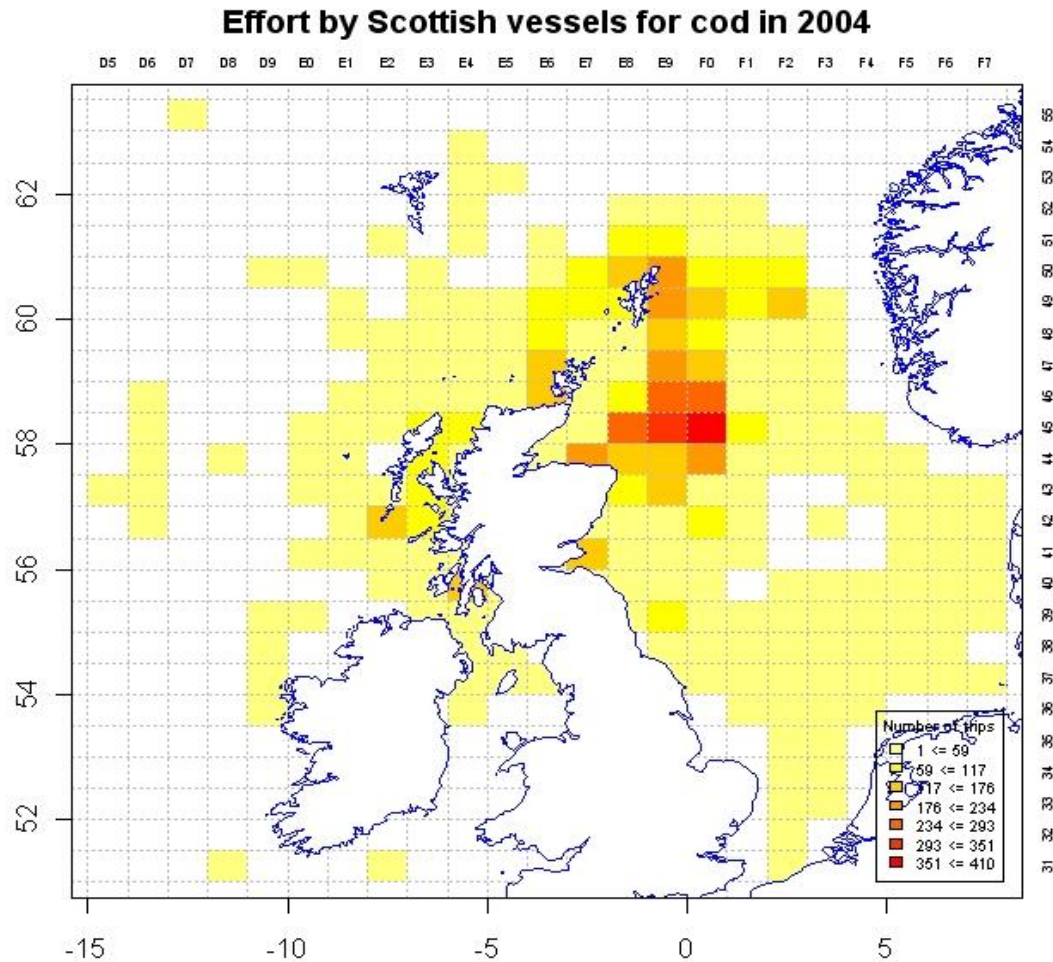 Effort by Scottish vessels for cod in 2004
D5 D6 D7 D8 D9 E0 E1 E2 E3 E4 E5 E6 E7 E8 E9 F0 F1 F2 F3 F4 F5 F6 F7
55
54
53
62
52
51
50
60
49
48
47
46
58
45
44
43
42
56
41
40
39
38
54
37
36
Number of trips
35
1 <= 59
59 <= 117
34
117 <= 176
33
52
176 <= 234
234 <= 293
32
293 <= 351
351 <= 410
31
-15 -10 -5 0 5